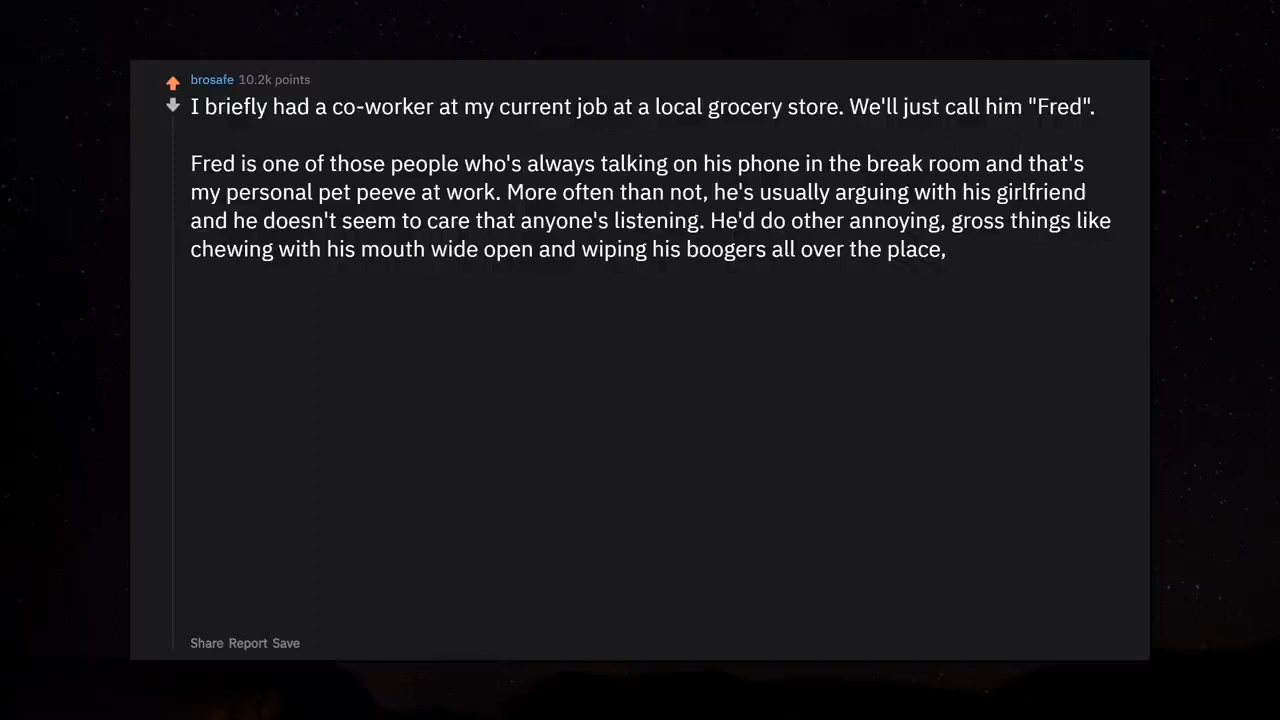 brosafe 10.2k points
I briefly had a co-worker at my current job at a local grocery store. We'll just call him "Fred".
Fred is one of those people who's always talking on his phone in the break room and that's
my personal pet peeve at work. More often than not, he's usually arguing with his girlfriend
and he doesn't seem to care that anyone's listening. He'd do other annoying, gross things like
chewing with his mouth wide open and wiping his boogers all over the place,
Share Report Save